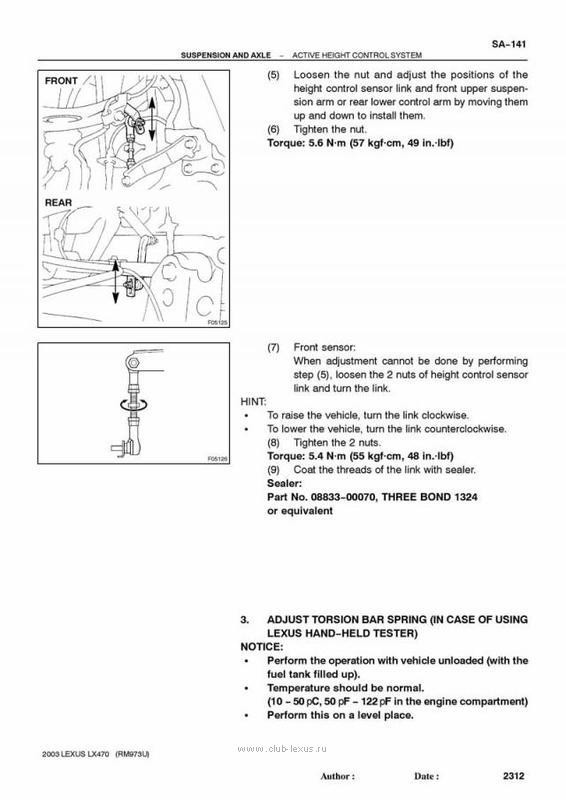 SA−141
SUSPENSION AND AXLE − ACTIVE HEIGHT CONTROL SYSTEM
FRONT
REAR
F05125
(5) Loosen the nut and adjust the positions of the
height control sensor link and front upper suspen-
sion arm or rear lower control arm by moving them
up and down to install them.
(6) Tighten the nut.
Torque: 5.6 N·m (57 kgf·cm, 49 in.·lbf)
F05126
(7) Front sensor:
When adjustment cannot be done by performing
step (5), loosen the 2 nuts of height control sensor
link and turn the link.
HINT:
• To raise the vehicle, turn the link clockwise.
• To lower the vehicle, turn the link counterclockwise.
(8) Tighten the 2 nuts.
Torque: 5.4 N·m (55 kgf·cm, 48 in.·lbf)
(9) Coat the threads of the link with sealer.
Sealer:
Part No. 08833−00070, THREE BOND 1324
or equivalent
3. ADJUST TORSION BAR SPRING (IN CASE OF USING
LEXUS HAND−HELD TESTER)
NOTICE:
• Perform the operation with vehicle unloaded (with the
fuel tank filled up).
• Temperature should be normal.
(10 − 50 pC, 50 pF − 122 pF in the engine compartment)
• Perform this on a level place.
2003 LEXUS LX470 (RM973U)
www.club-lexus.ru
Author : Date : 2312